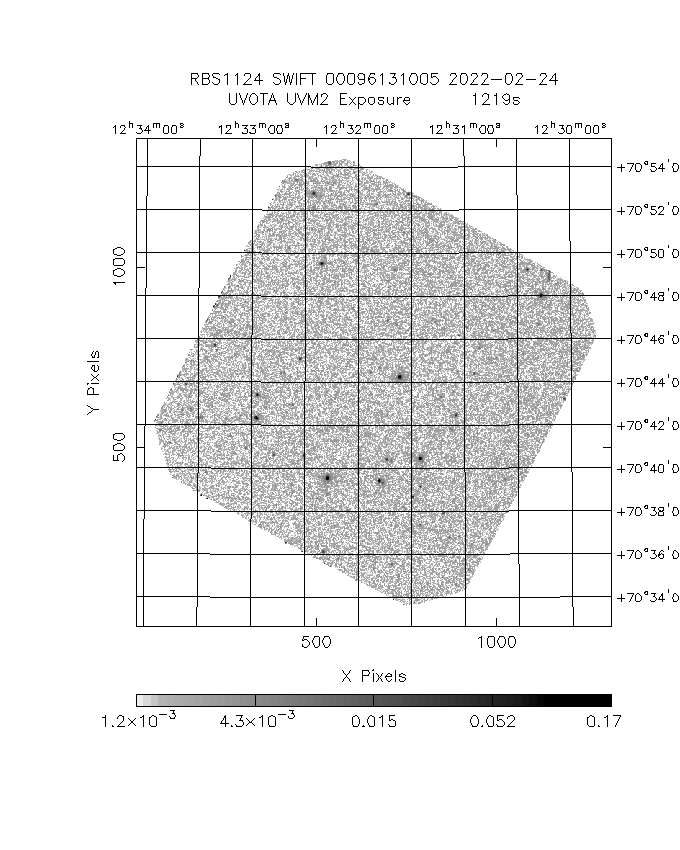 RBS1124 SWIFT 00096131005 2022-02-24
UVOTA UVM2 Exposure 1219s
12ʰ34ᵐ00ˢ 12ʰ33ᵐ00ˢ 12ʰ32ᵐ00ˢ 12ʰ31ᵐ00ˢ 12ʰ30ᵐ00ˢ
+70°54'0
+70°52'0
+70°50'0
+70°48'0
+70°46'0
+70°44'0
+70°42'0
+70°40'0
+70°38'0
+70°36'0
+70°34'0
1000
Y Pixels
500
500 1000
X Pixels
1.2×10⁻³ 4.3×10⁻³ 0.015 0.052 0.17